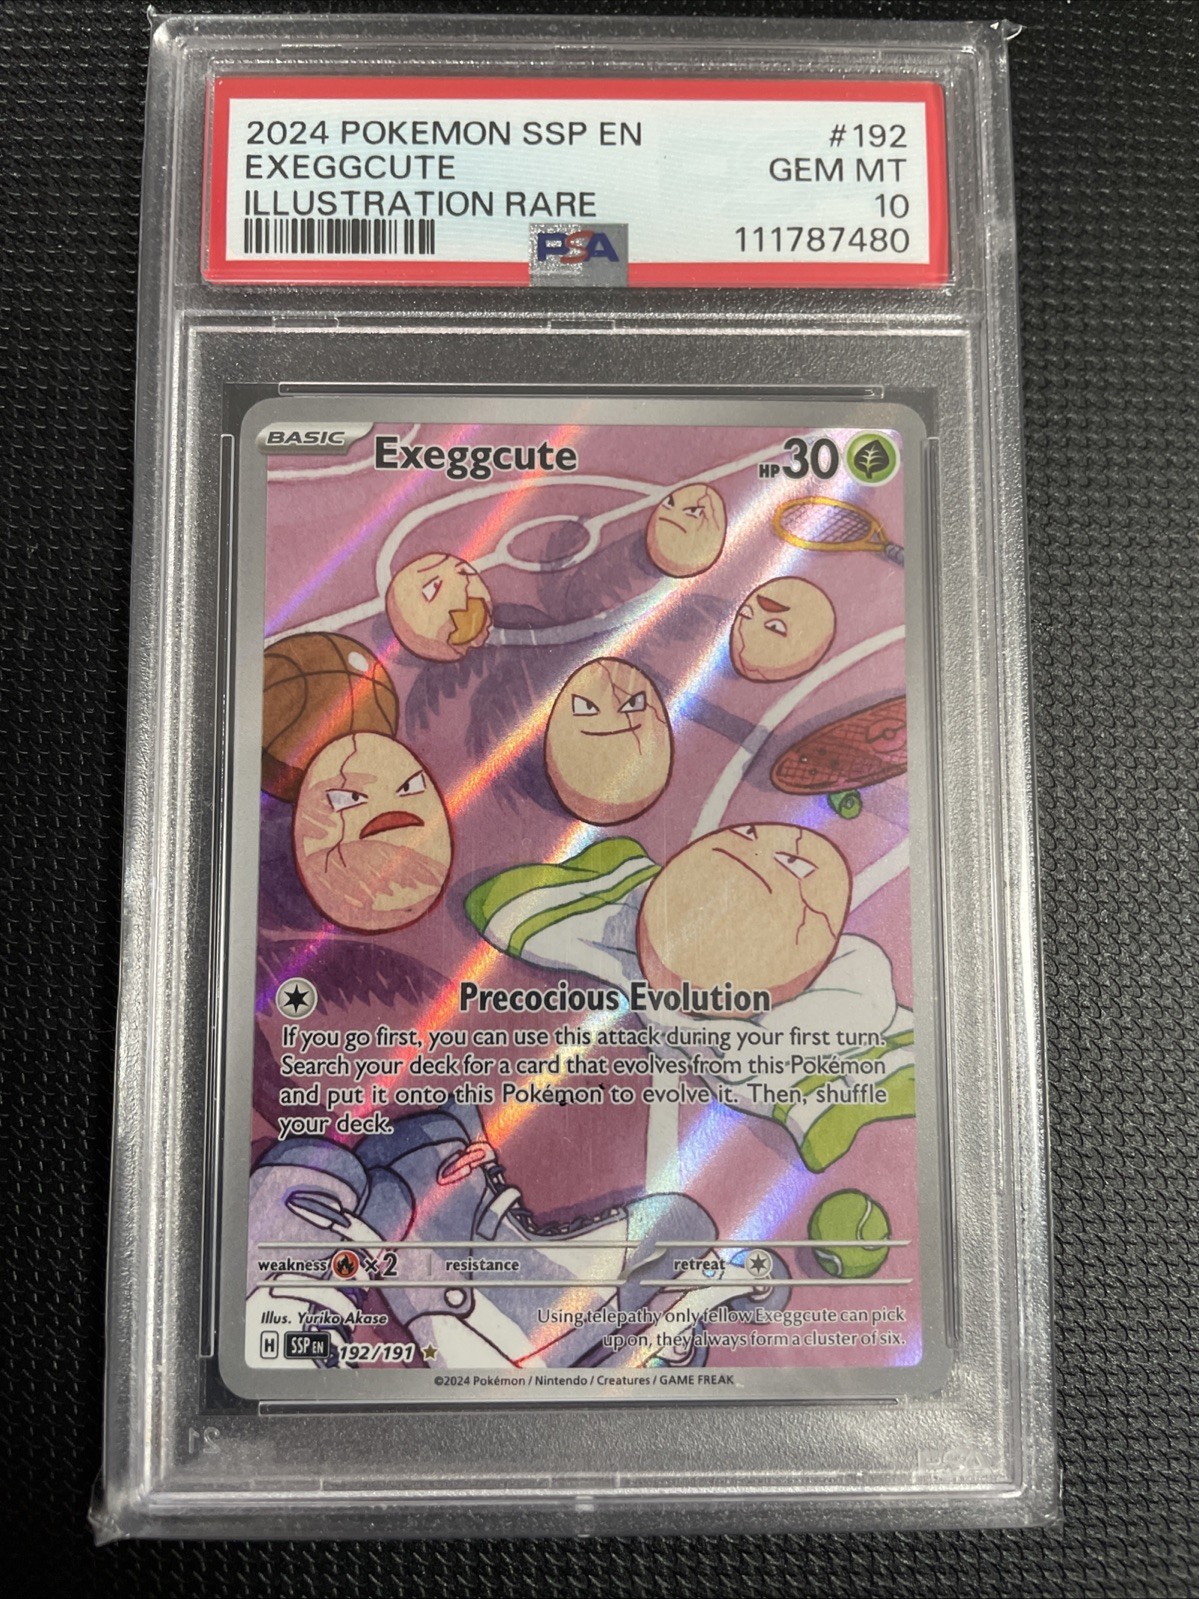 2024 POKEMON SSP EN #192
EXEGGCUTE GEM MT
ILLUSTRATION RARE 10
PSA 111787480
BASIC Exeggcute HP 30
Precocious Evolution
If you go first, you can use this attack during your first turn.
Search your deck for a card that evolves from this Pokémon
and put it onto this Pokémon to evolve it. Then, shuffle
your deck.
weakness ×2 resistance retreat
Illus. Yuriko Akase
Using telepathy only fellow Exeggcute can pick
up on, they always form a cluster of six.
H SSP EN 192/191
©2024 Pokémon / Nintendo / Creatures / GAME FREAK